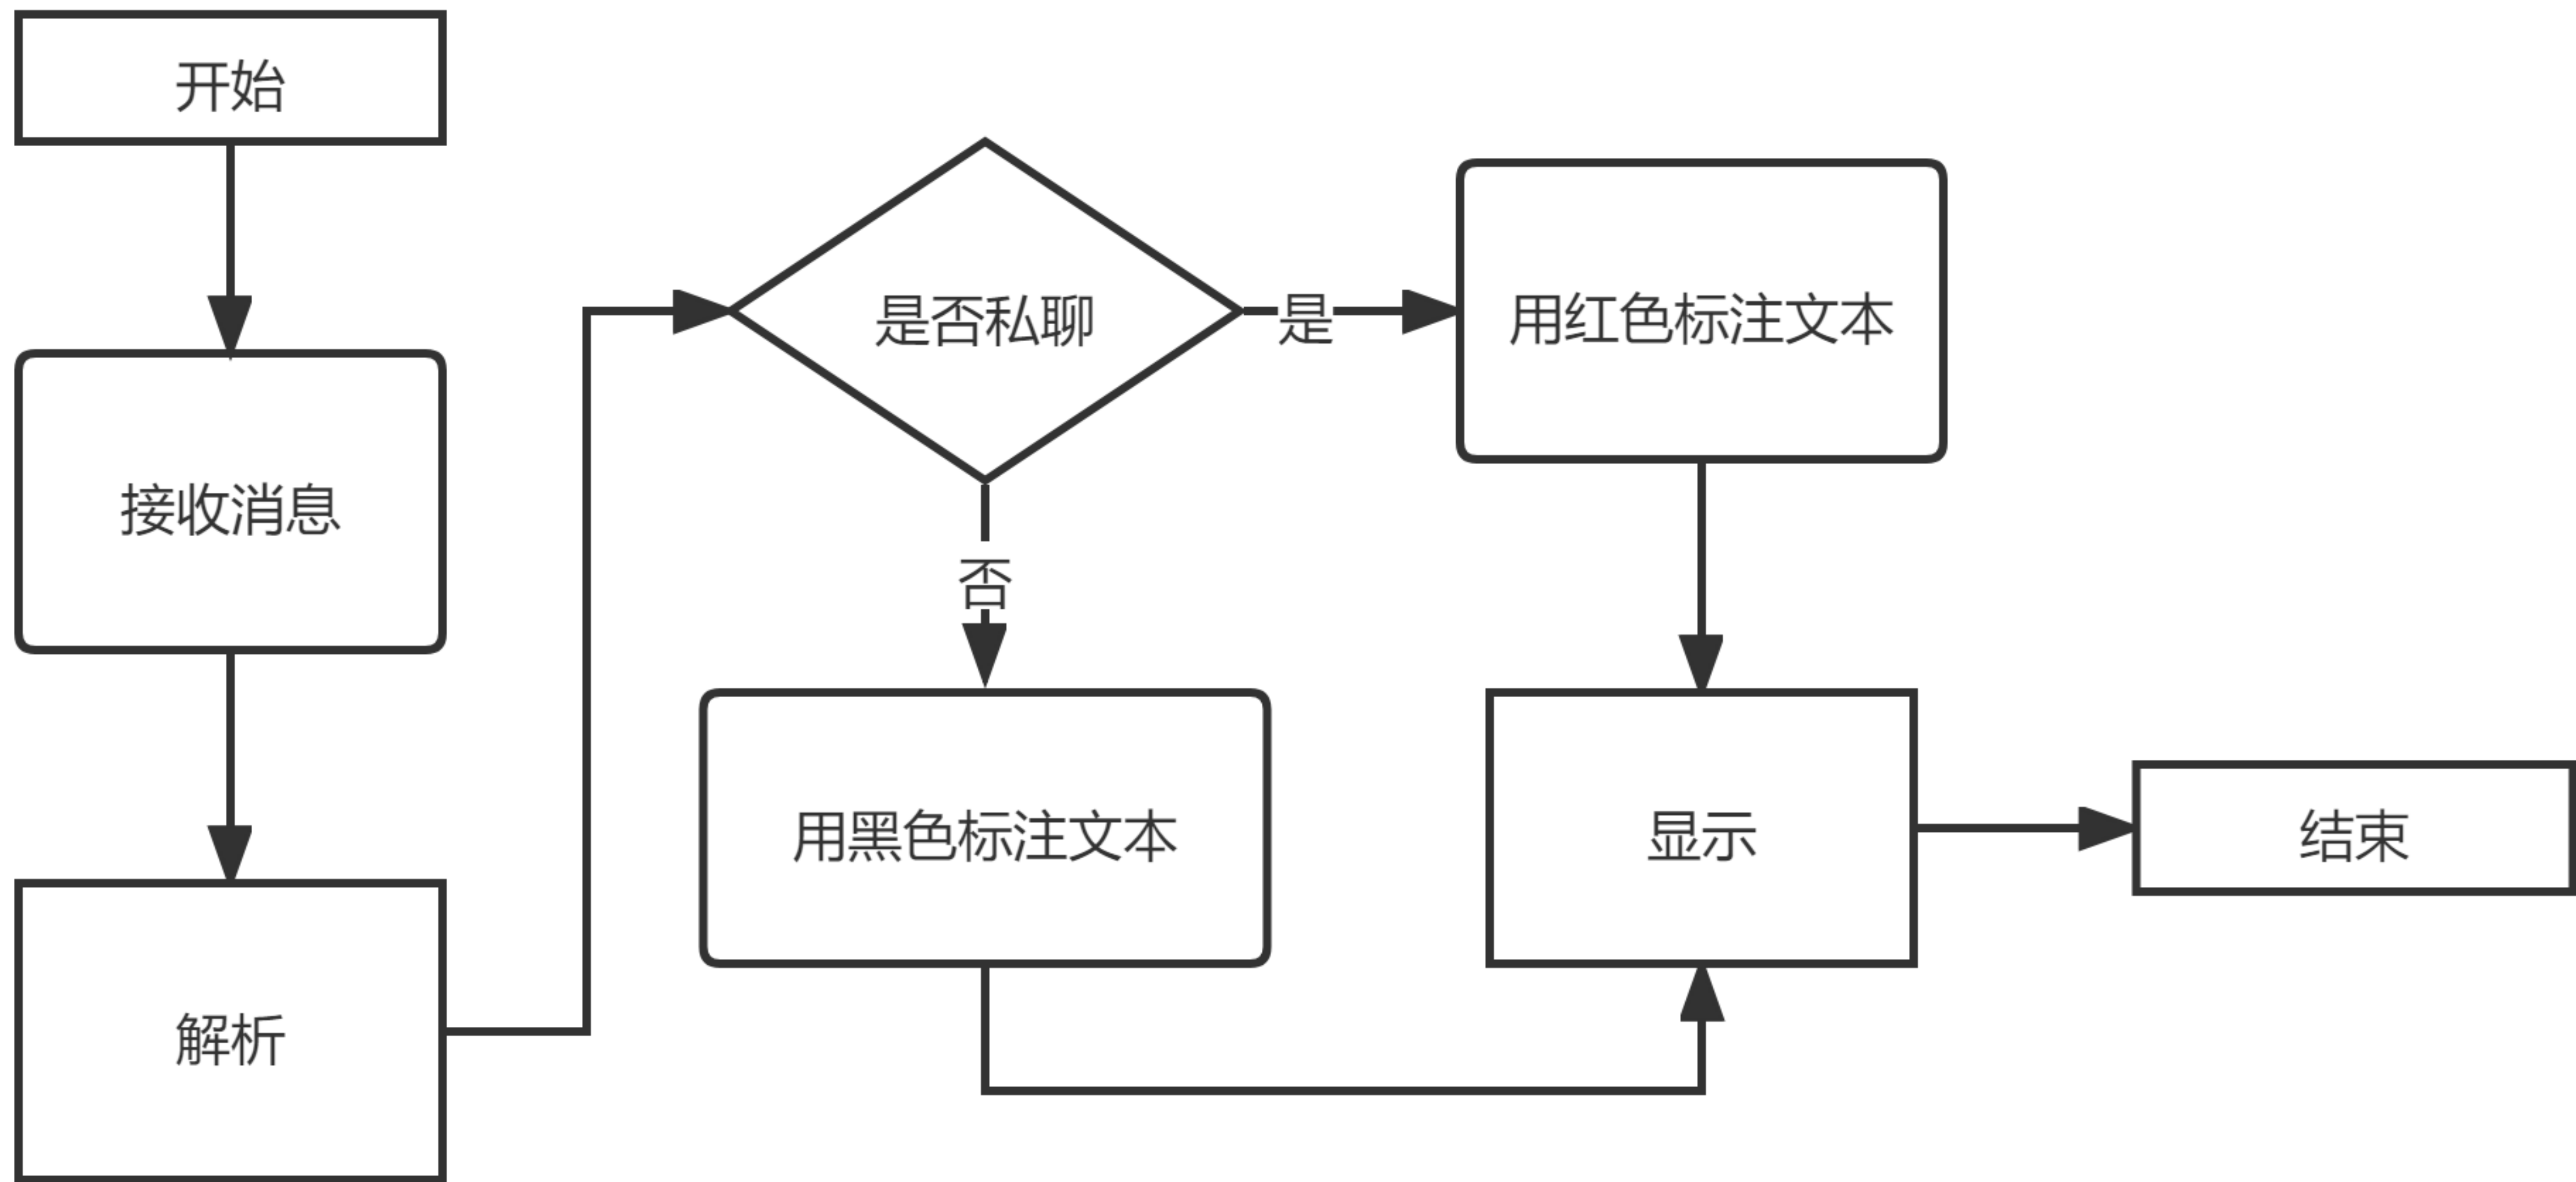 开始
接收消息
解析
是否私聊
是
用红色标注文本
否
用黑色标注文本
显示
结束